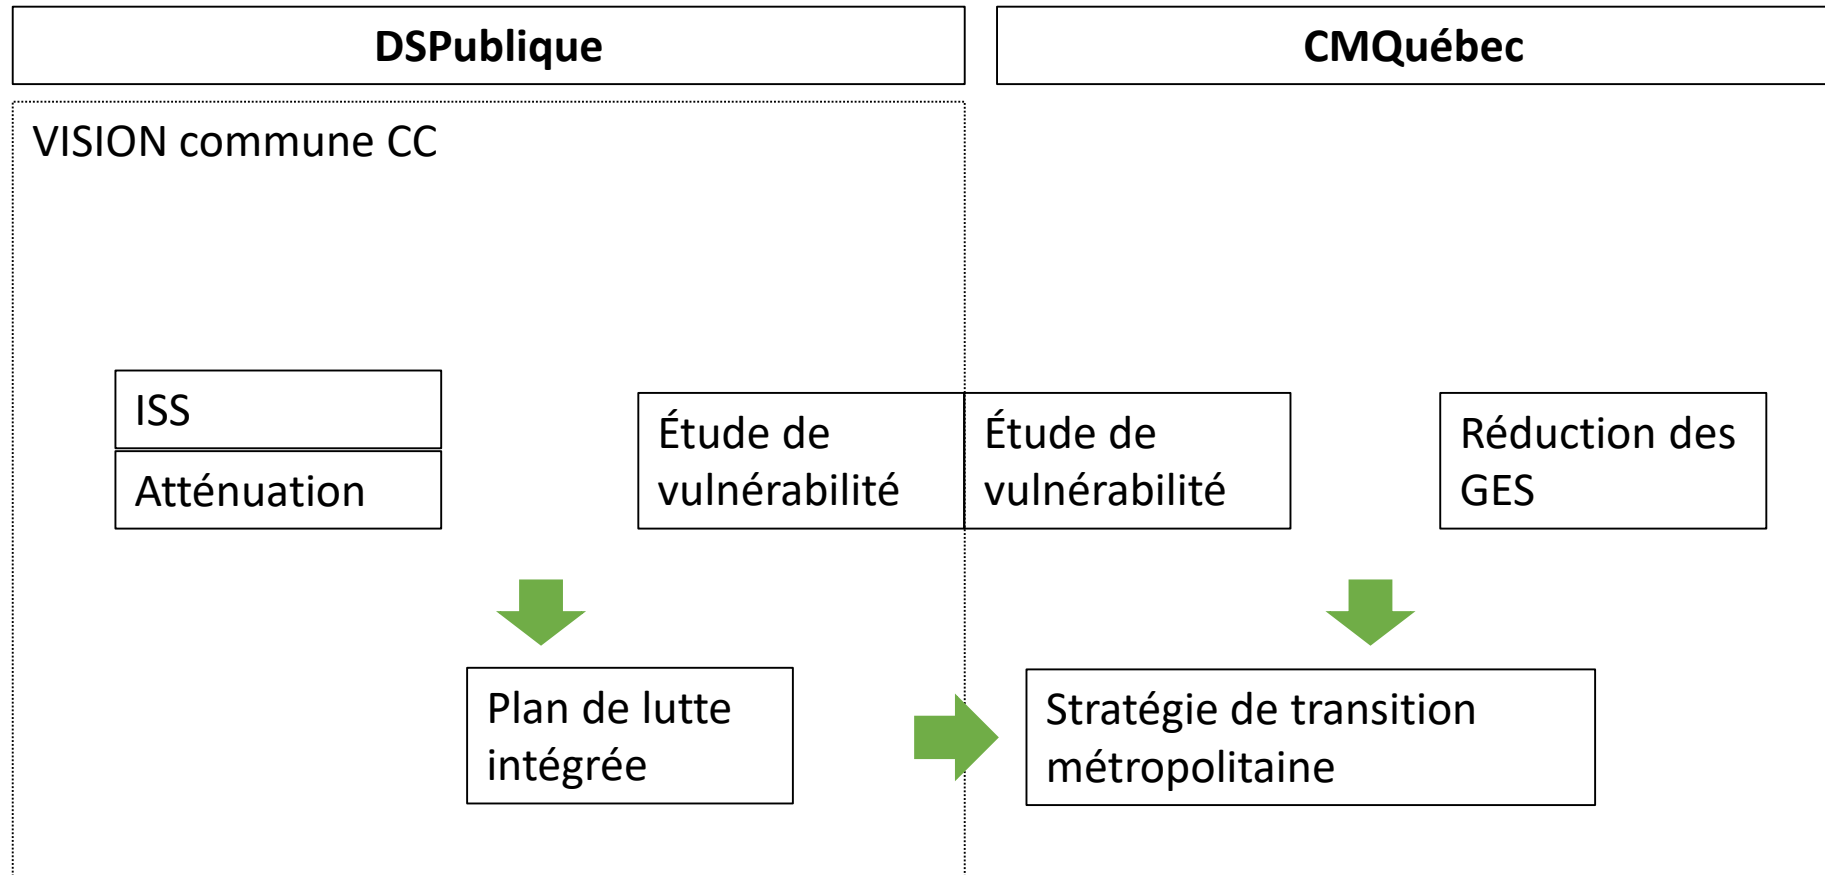 DSPublique
CMQuébec
VISION commune CC
ISS
Atténuation
Étude de
vulnérabilité
Étude de
vulnérabilité
Réduction des
GES
Plan de lutte
intégrée
Stratégie de transition
métropolitaine